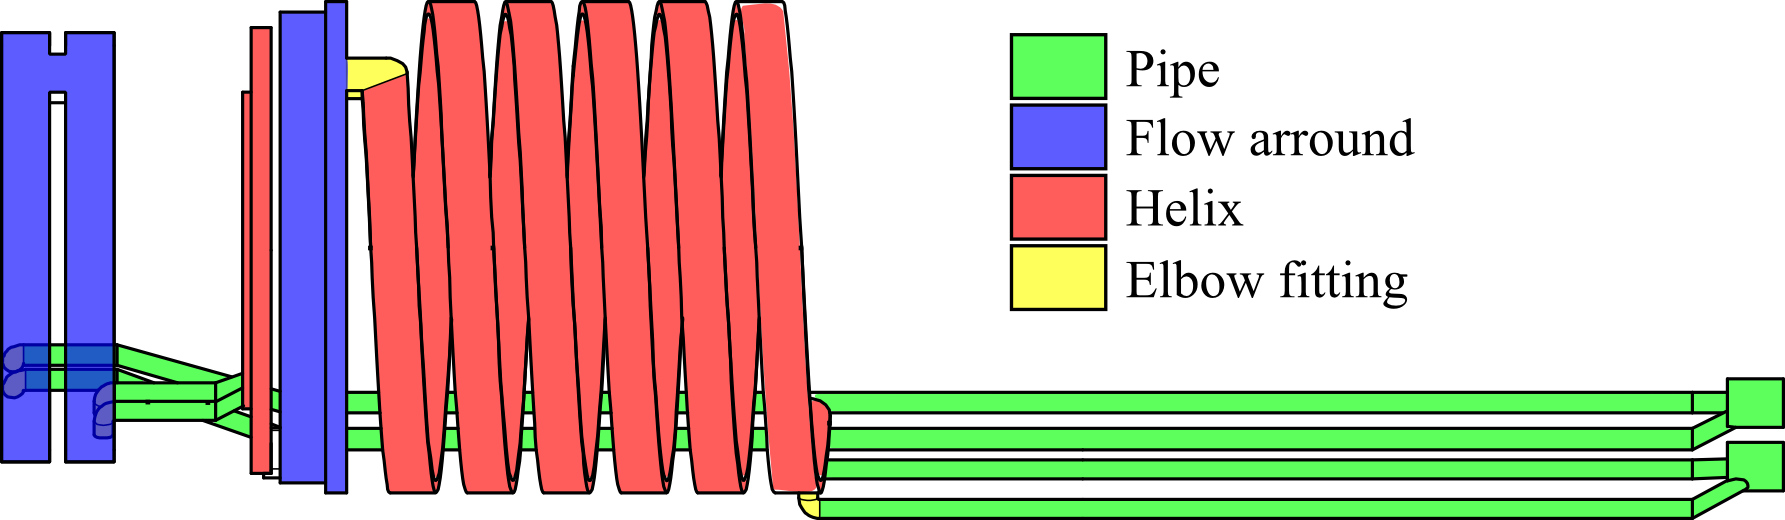 Pipe
Flow arround
Helix
Elbow fitting